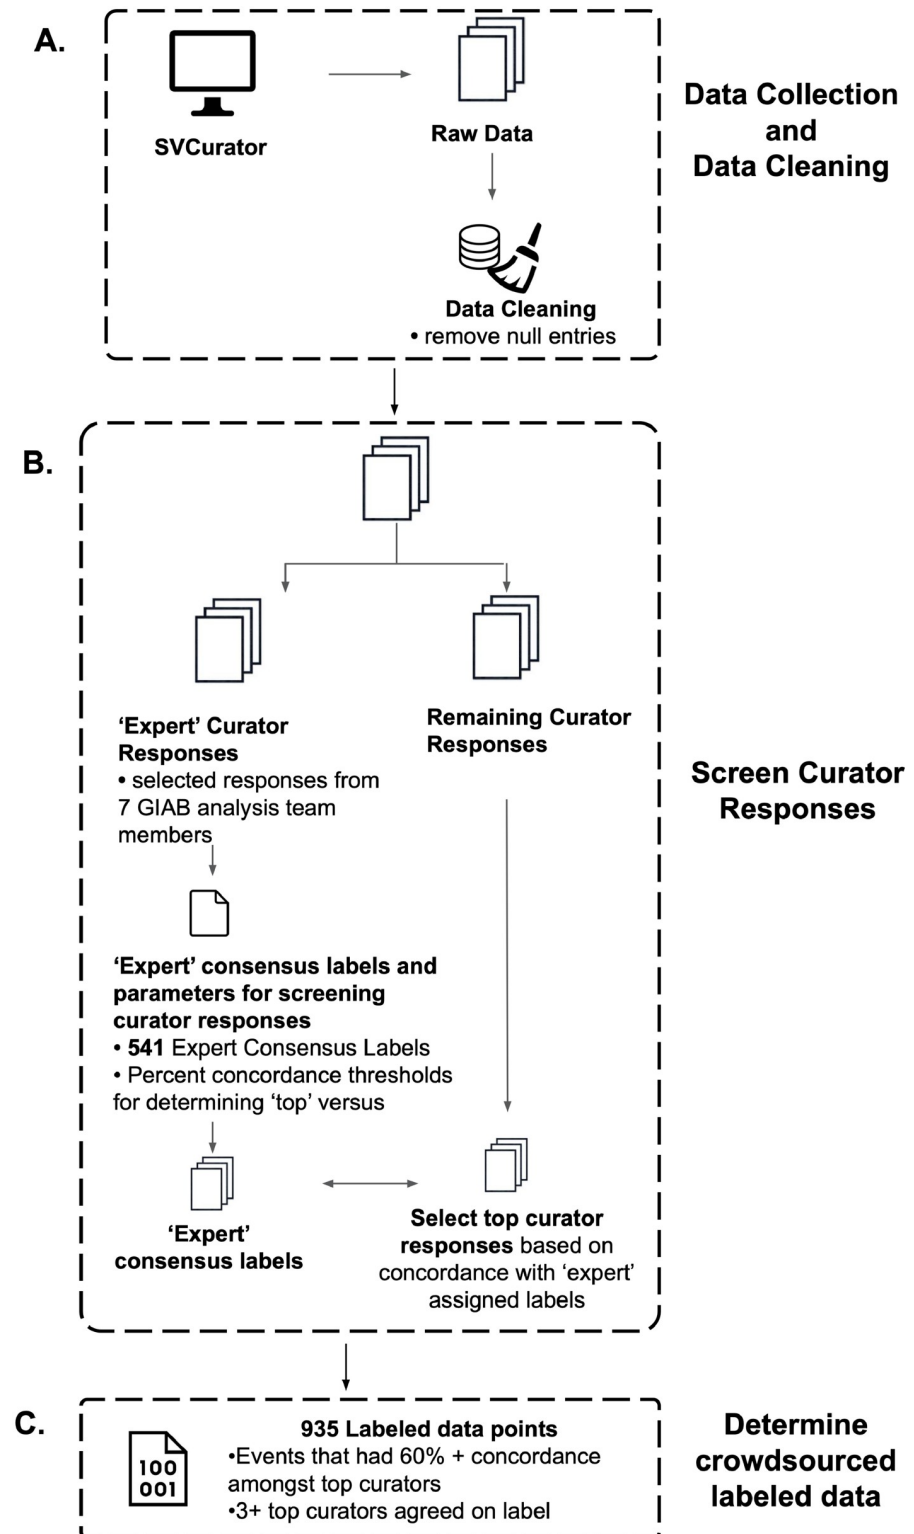 A.
SVCurator
Raw Data
Data Cleaning
• remove null entries
Data Collection
and
Data Cleaning
B.
‘Expert’ Curator
Responses
• selected responses from
7 GIAB analysis team
members
Remaining Curator
Responses
‘Expert’ consensus labels and
parameters for screening
curator responses
• 541 Expert Consensus Labels
• Percent concordance thresholds
for determining ‘top’ versus
‘Expert’
consensus labels
Select top curator
responses based on
concordance with ‘expert’
assigned labels
Screen Curator
Responses
C.
100
001
935 Labeled data points
•Events that had 60% + concordance
amongst top curators
•3+ top curators agreed on label
Determine
crowdsourced
labeled data